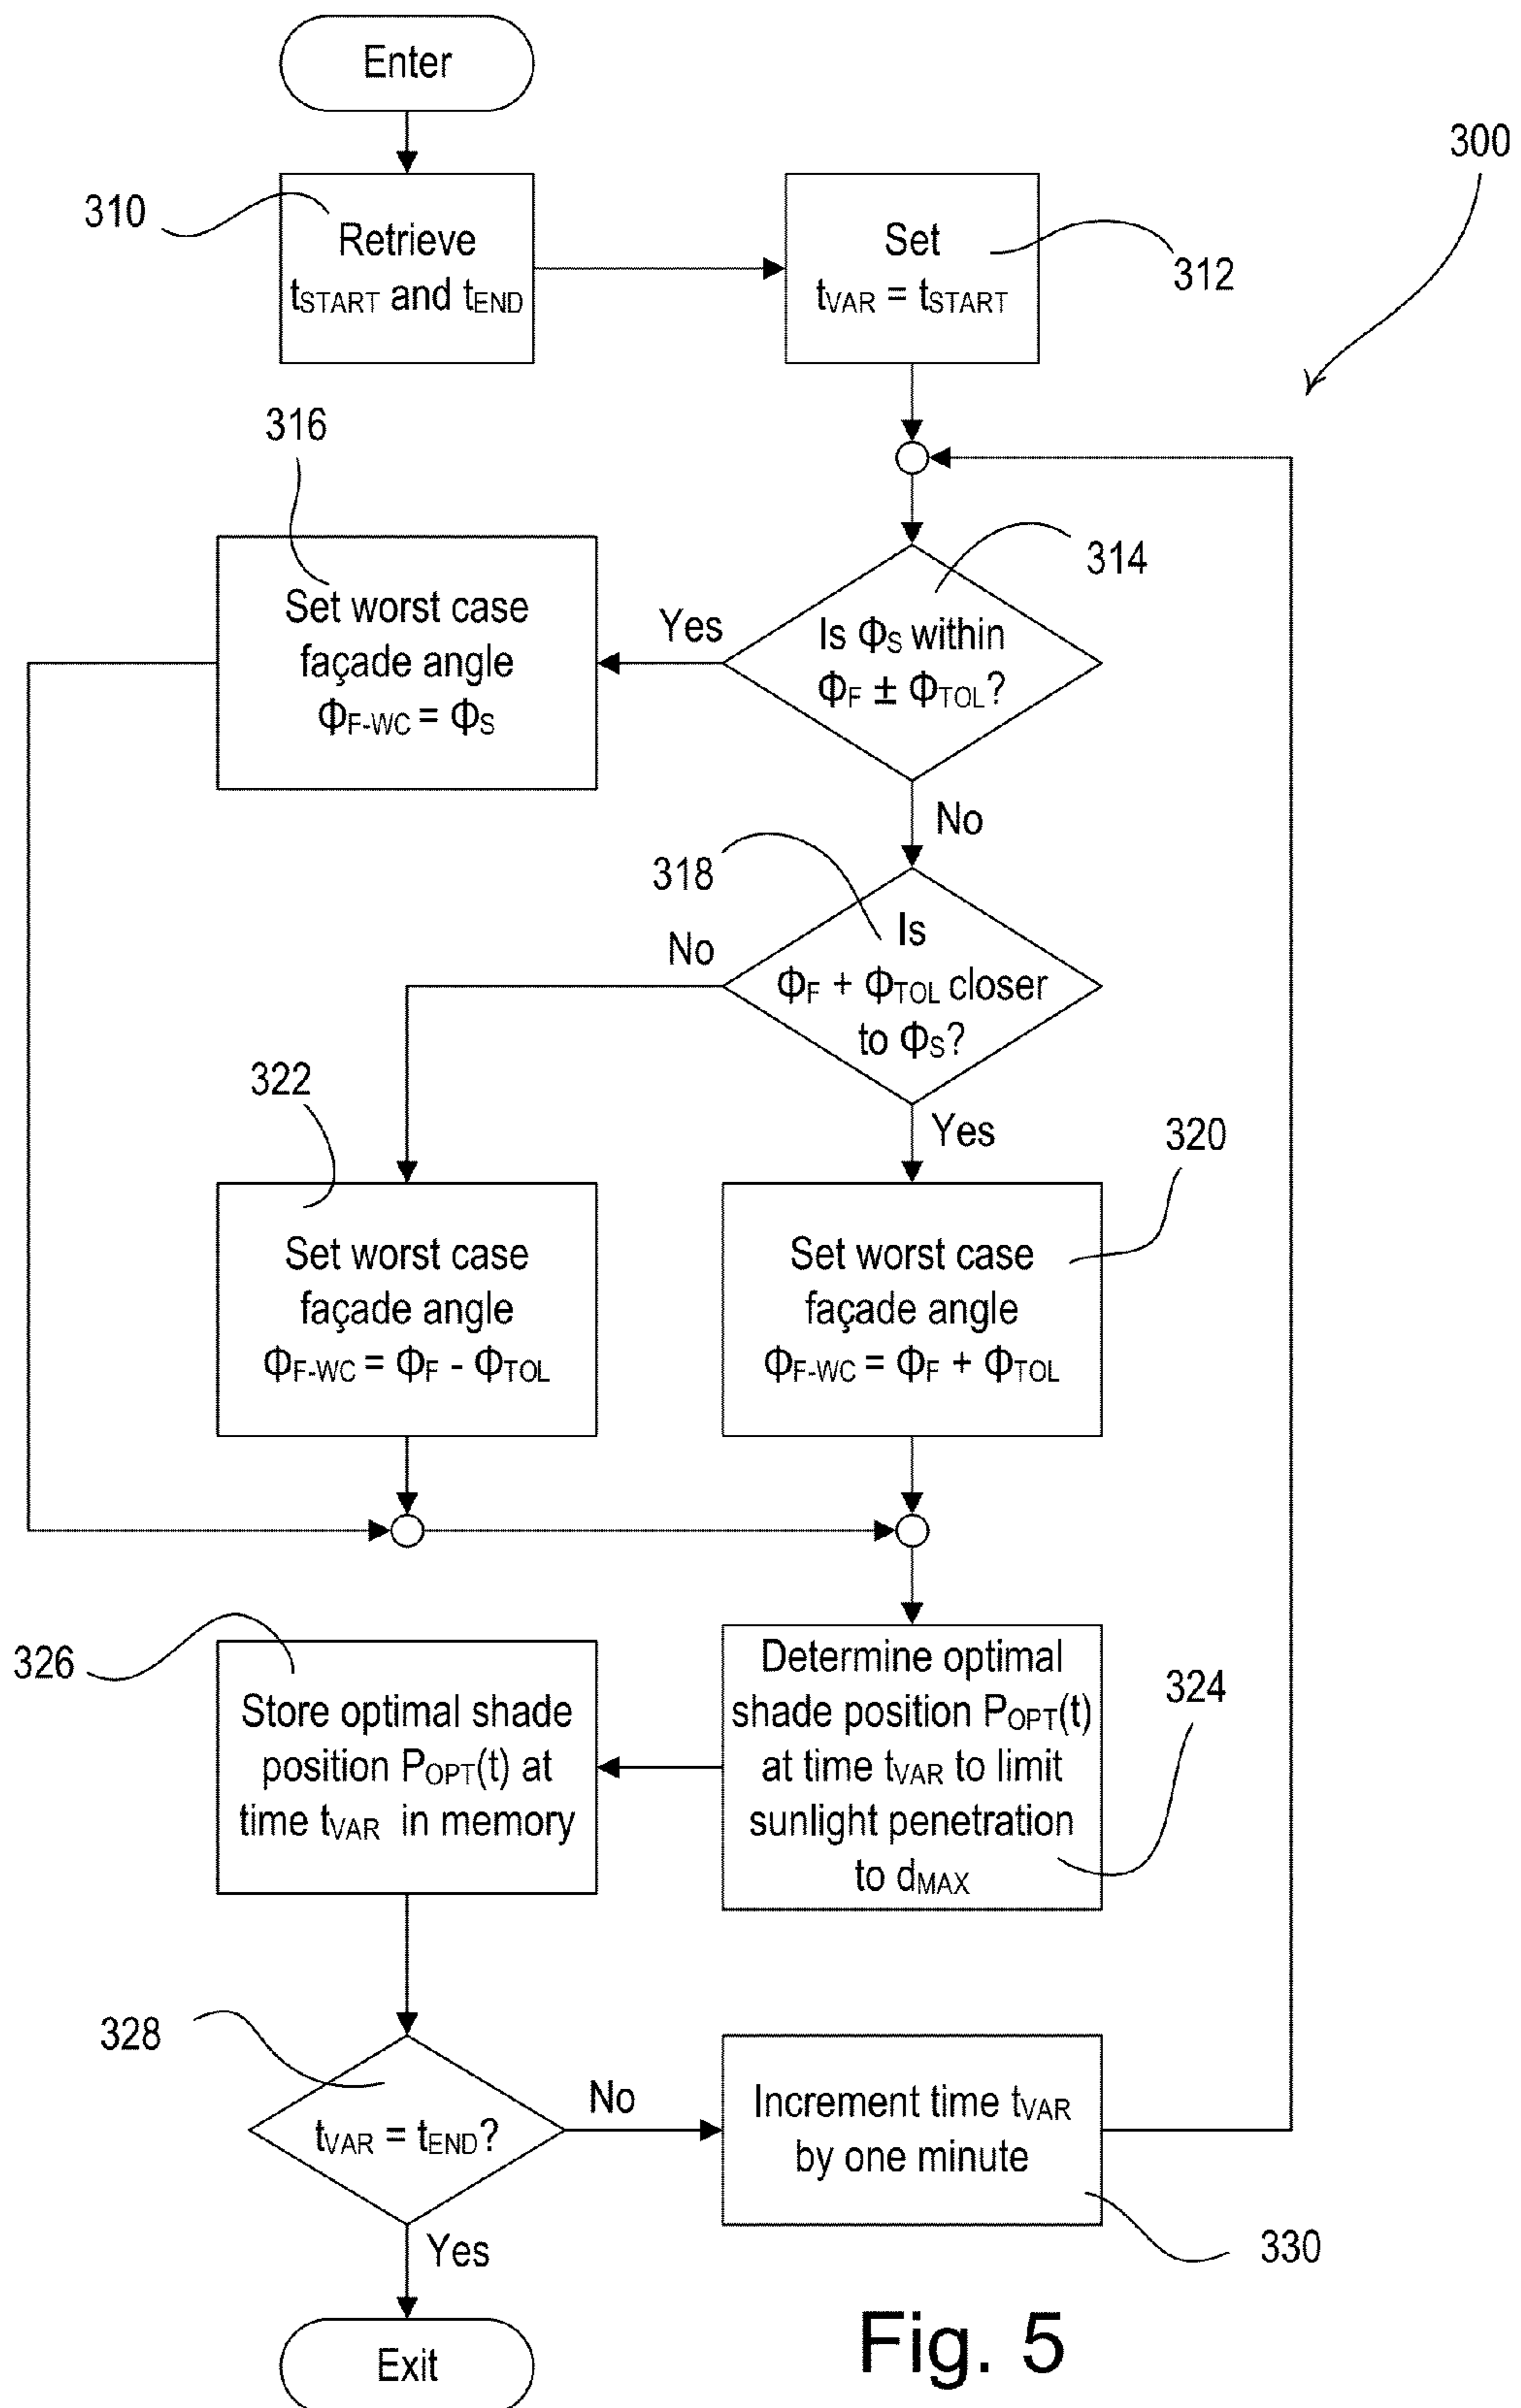 Enter
300
310
Retrieve
tSTART and tEND
Set
tVAR = tSTART
312
316
Set worst case
façade angle
ΦF-WC = ΦS
Yes
Is ΦS within
ΦF ± ΦTOL?
314
No
318
No
Is
ΦF + ΦTOL closer
to ΦS?
Yes
322
Set worst case
façade angle
ΦF-WC = ΦF - ΦTOL
320
Set worst case
façade angle
ΦF-WC = ΦF + ΦTOL
326
Store optimal shade
position POPT(t) at
time tVAR in memory
Determine optimal
shade position POPT(t)
at time tVAR to limit
sunlight penetration
to dMAX
324
328
tVAR = tEND?
No
Increment time tVAR
by one minute
330
Yes
Exit
Fig. 5